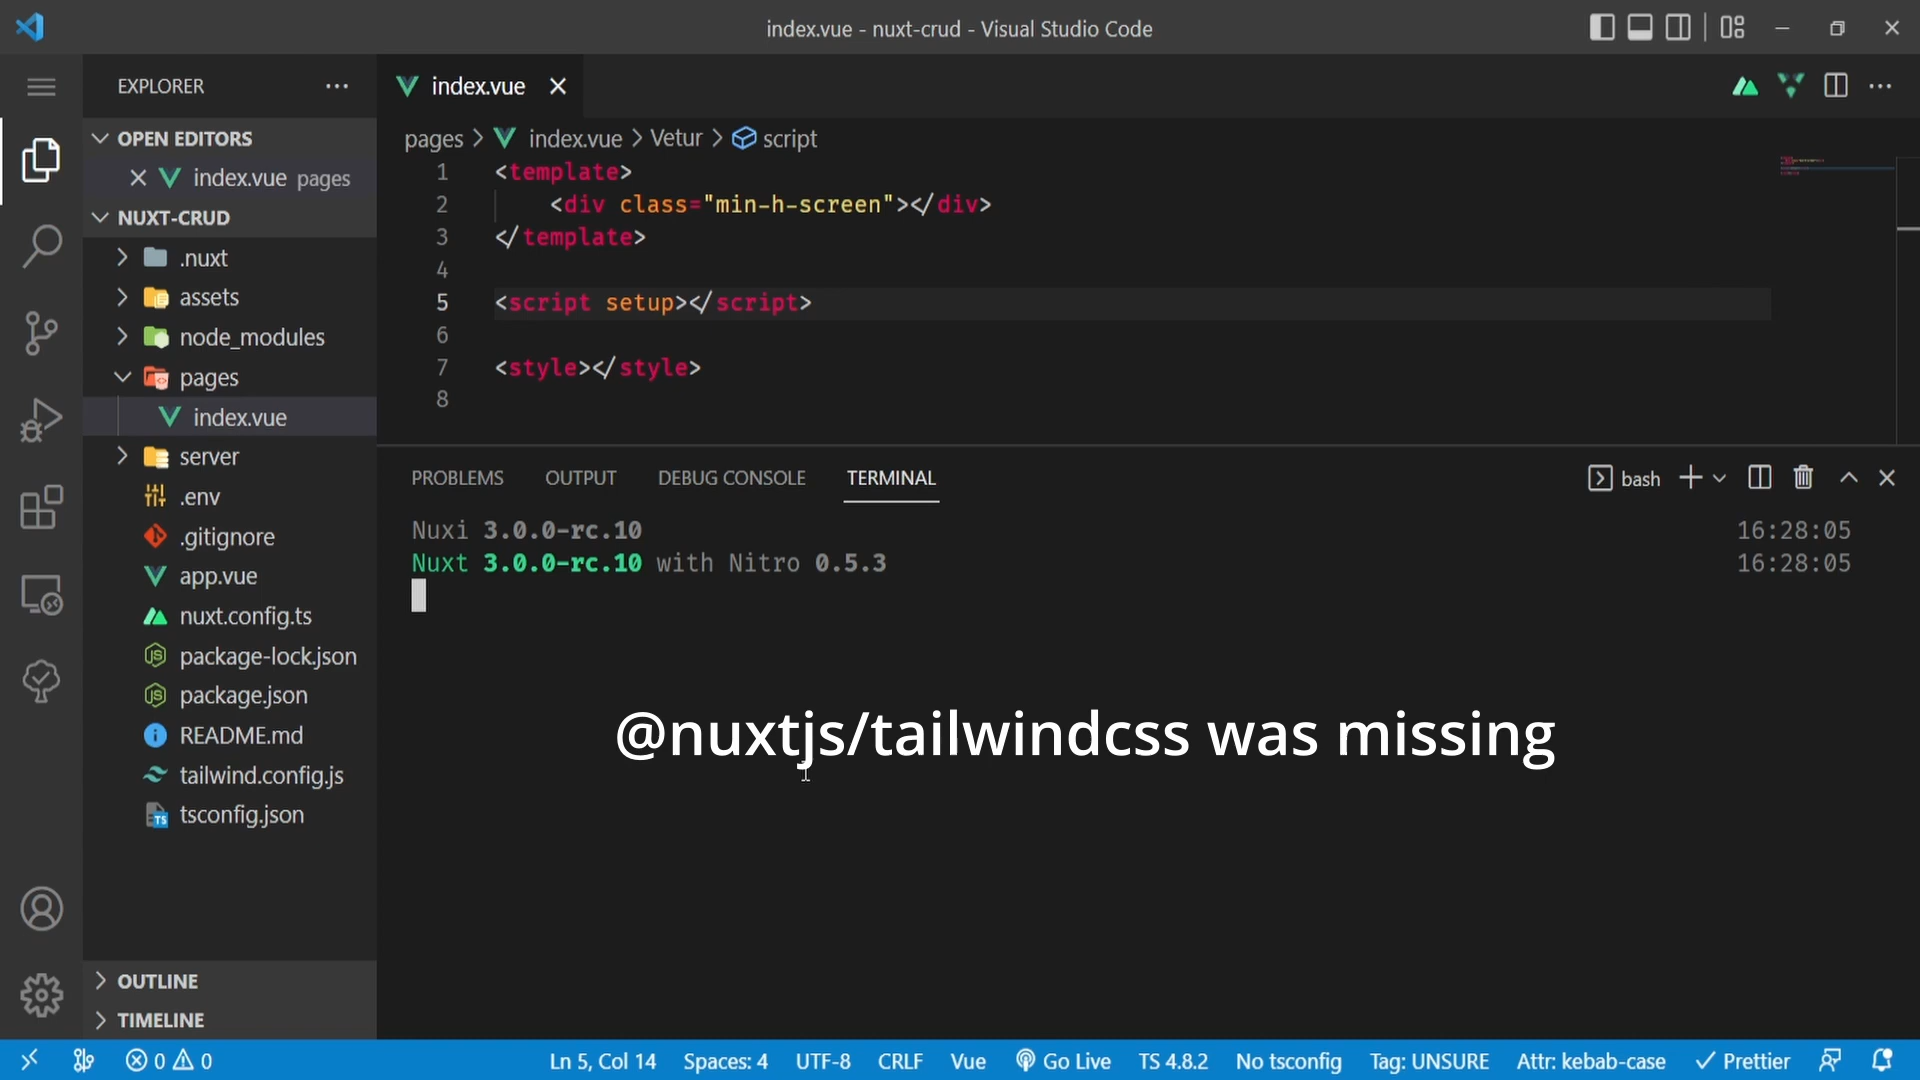 index.vue - nuxt-crud - Visual Studio Code
EXPLORER
OPEN EDITORS
index.vue pages
NUXT-CRUD
.nuxt
assets
node_modules
pages
index.vue
server
.env
.gitignore
app.vue
nuxt.config.ts
package-lock.json
package.json
README.md
tailwind.config.js
tsconfig.json
OUTLINE
TIMELINE
index.vue
pages > index.vue > Vetur > script
1 <template>
2 <div class="min-h-screen"></div>
3 </template>
4
5 <script setup></script>
6
7 <style></style>
8
PROBLEMS OUTPUT DEBUG CONSOLE TERMINAL bash
Nuxi 3.0.0-rc.10 16:28:05
Nuxt 3.0.0-rc.10 with Nitro 0.5.3 16:28:05
@nuxtjs/tailwindcss was missing
0 0 Ln 5, Col 14 Spaces: 4 UTF-8 CRLF Vue Go Live TS 4.8.2 No tsconfig Tag: UNSURE Attr: kebab-case Prettier